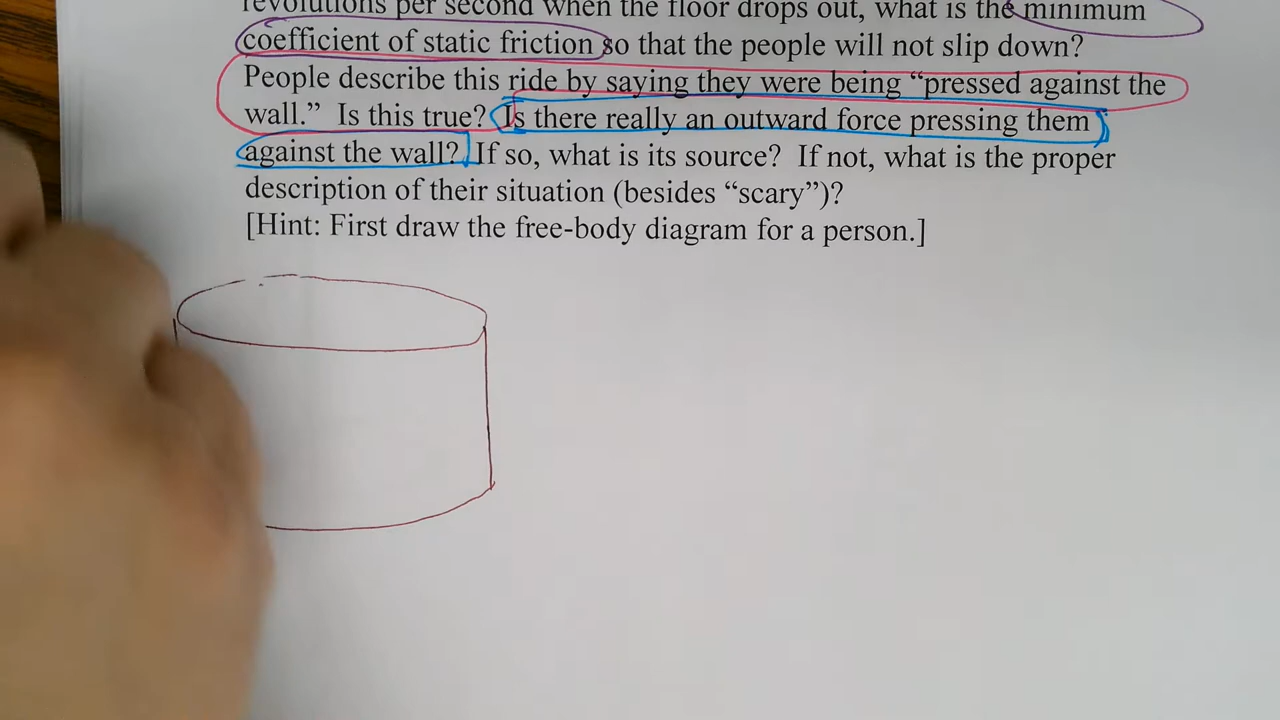 revolutions per second when the floor drops out, what is the minimum
coefficient of static friction so that the people will not slip down?
People describe this ride by saying they were being “pressed against the
wall.” Is this true? Is there really an outward force pressing them
against the wall? If so, what is its source? If not, what is the proper
description of their situation (besides “scary”)?
[Hint: First draw the free-body diagram for a person.]